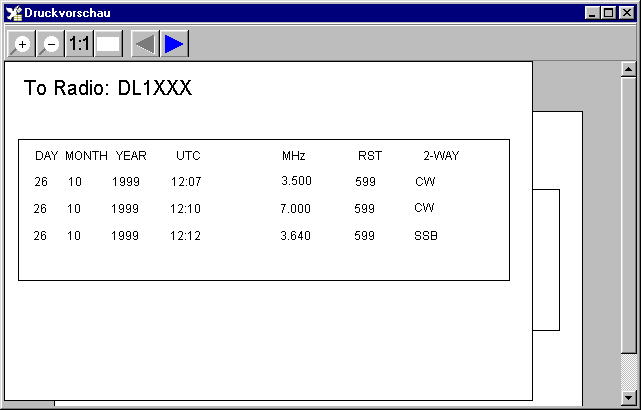 Druckvorschau
1:1
To Radio: DL1XXX
DAY MONTH YEAR UTC MHz RST 2-WAY
26 10 1999 12:07 3.500 599 CW
26 10 1999 12:10 7.000 599 CW
26 10 1999 12:12 3.640 599 SSB